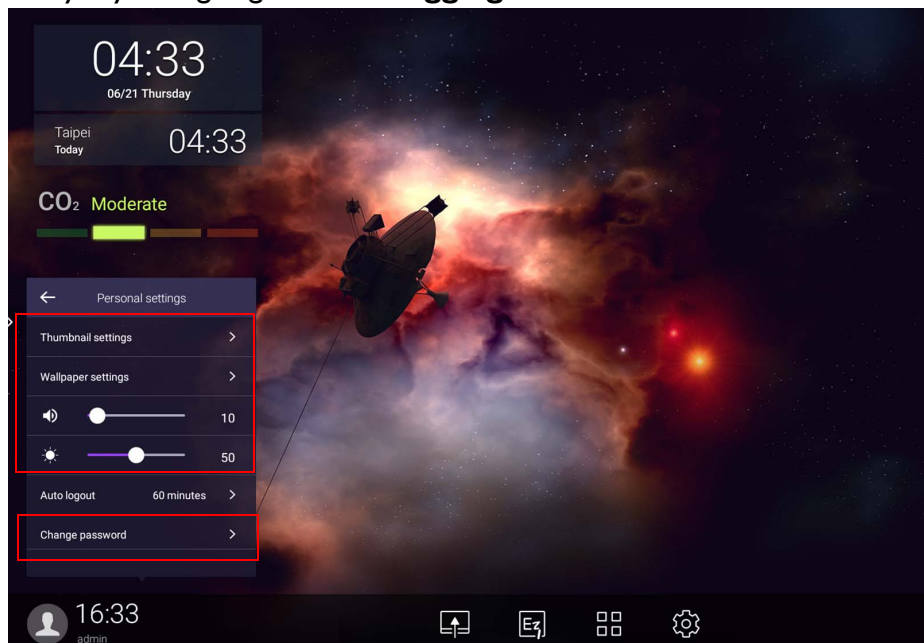 04:33
06/21 Thursday
Taipei
Today
04:33
CO₂ Moderate
Personal settings
Thumbnail settings
Wallpaper settings
10
50
Auto logout 60 minutes
Change password
16:33
admin